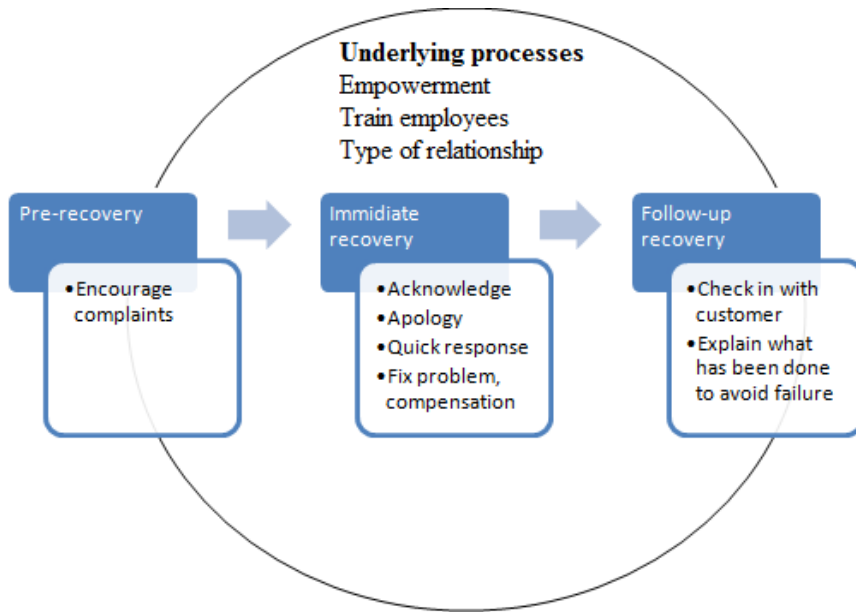 Underlying processes
Empowerment
Train employees
Type of relationship
Pre-recovery
•Encourage
complaints
Immidiate
recovery
•Acknowledge
•Apology
•Quick response
•Fix problem,
compensation
Follow-up
recovery
•Check in with
customer
•Explain what
has been done
to avoid failure